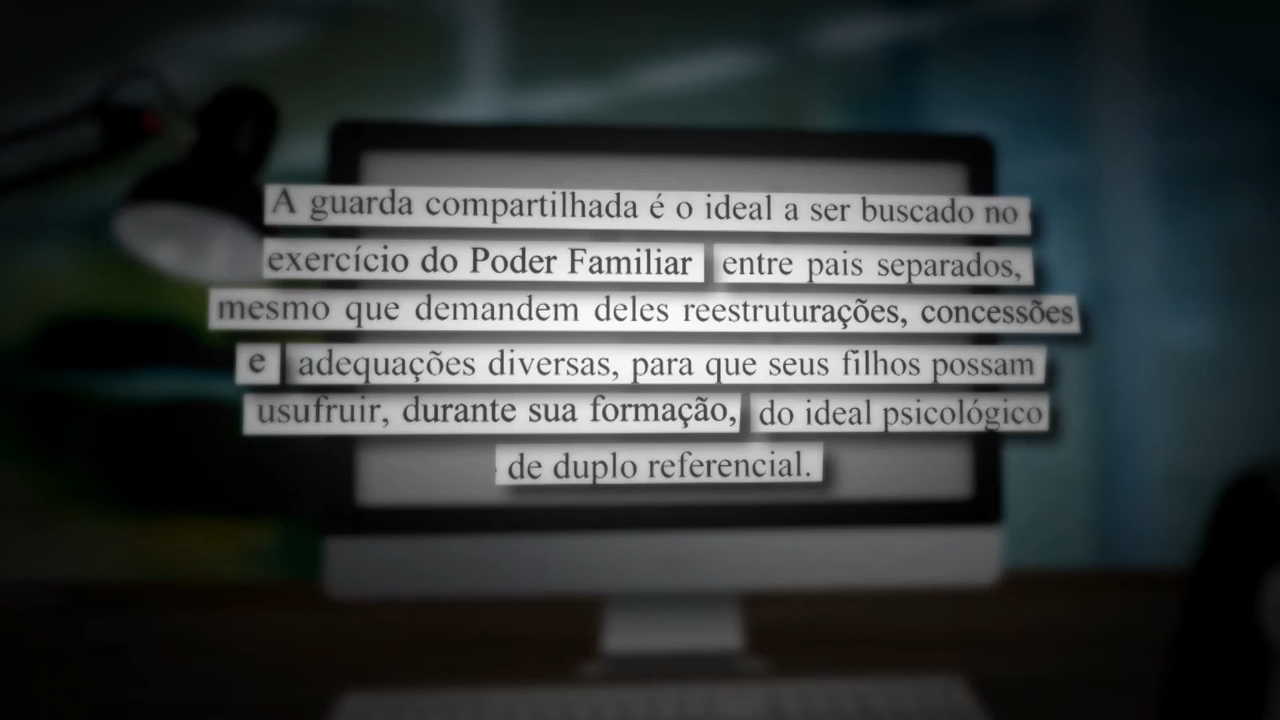 A guarda compartilhada é o ideal a ser buscado no
exercício do Poder Familiar entre pais separados,
mesmo que demandem deles reestruturações, concessões
e adequações diversas, para que seus filhos possam
usufruir, durante sua formação, do ideal psicológico
de duplo referencial.